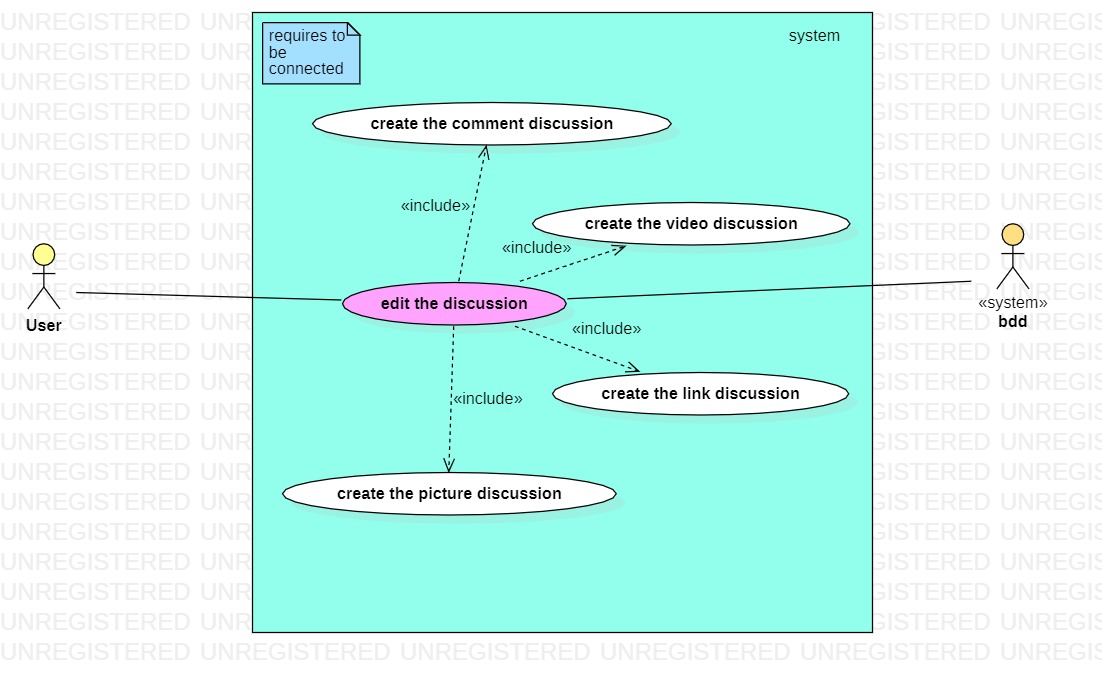 requires to
be
connected
system
create the comment discussion
«include»
create the video discussion
«include»
edit the discussion
User
«system»
bdd
«include»
create the link discussion
«include»
create the picture discussion
UNREGISTERED UNREGISTERED UNREGISTERED UNREGISTERED UNREGISTERED UNREGIS